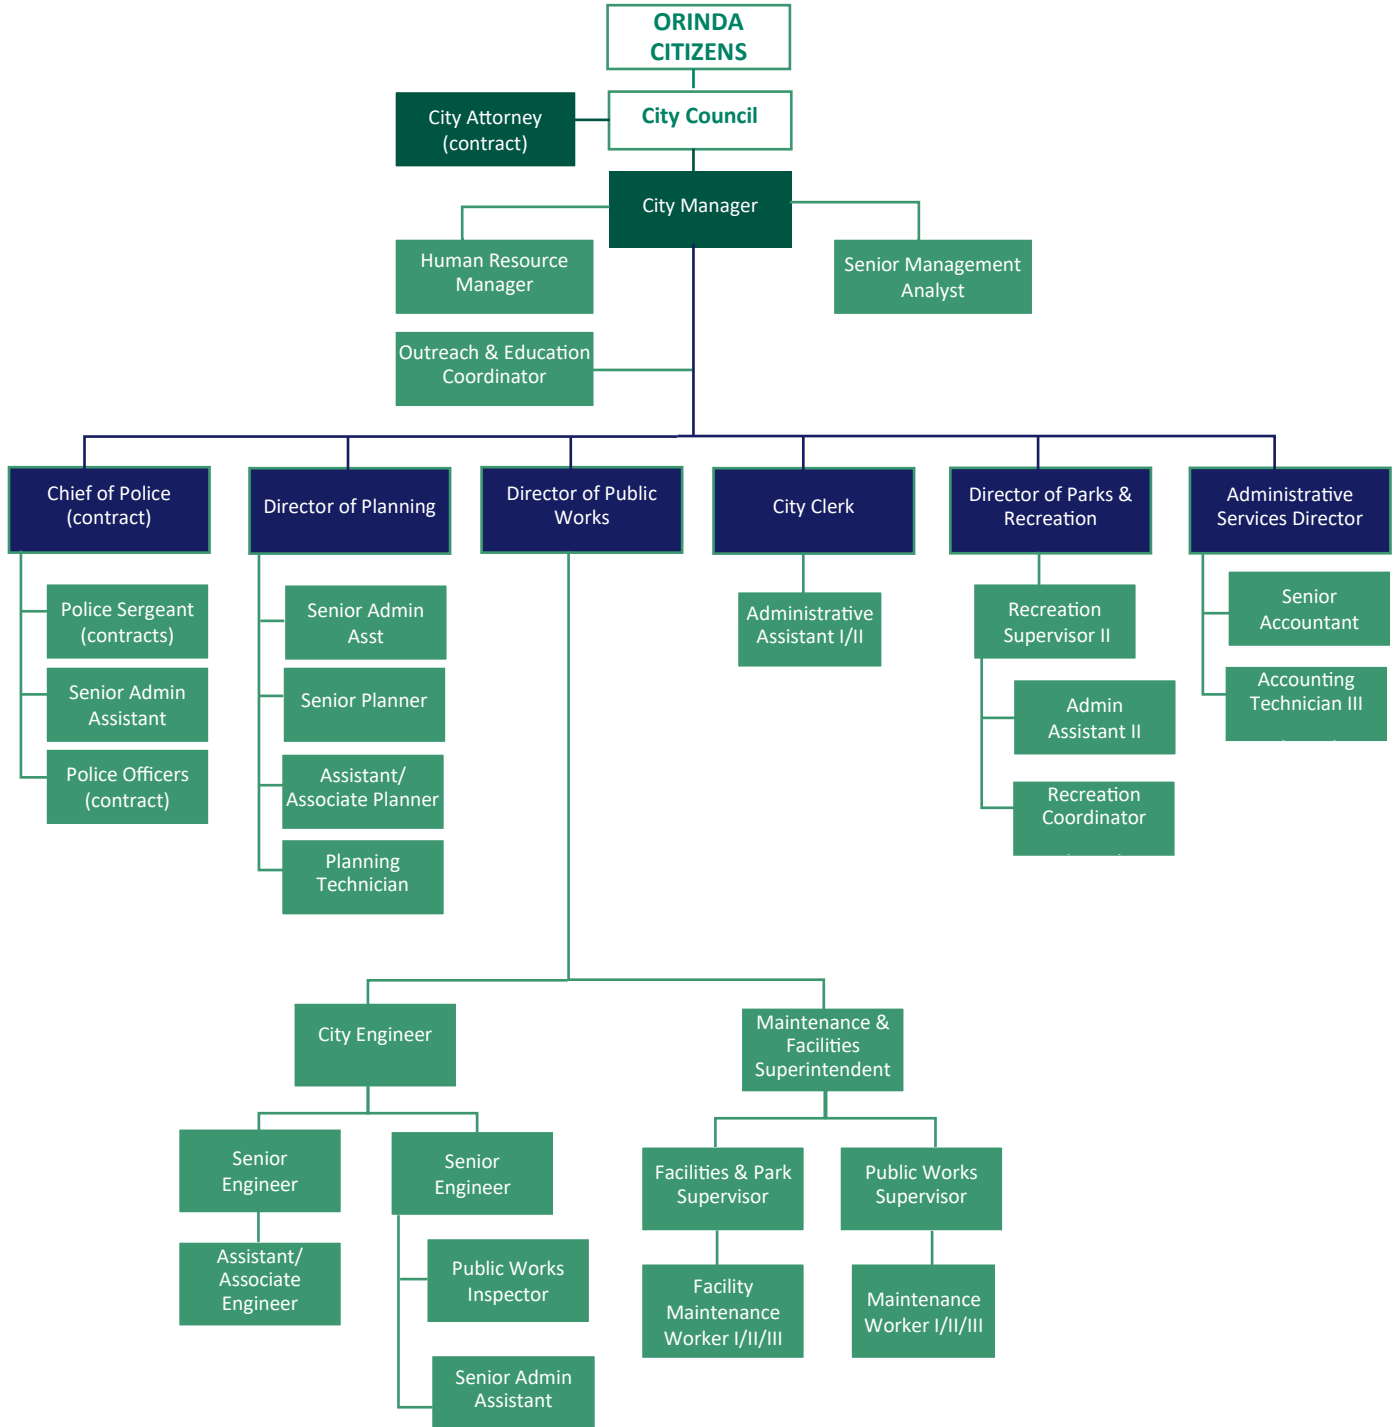 ORINDA
CITIZENS
City Attorney
(contract)
City Council
City Manager
Human Resource
Manager
Senior Management
Analyst
Outreach & Education
Coordinator
Chief of Police
(contract)
Director of Planning
Director of Public
Works
City Clerk
Director of Parks &
Recreation
Administrative
Services Director
Police Sergeant
(contracts)
Senior Admin
Assistant
Police Officers
(contract)
Senior Admin
Asst
Senior Planner
Assistant/
Associate Planner
Planning
Technician
Administrative
Assistant I/II
Recreation
Supervisor II
Admin
Assistant II
Recreation
Coordinator
Senior
Accountant
Accounting
Technician III
City Engineer
Maintenance &
Facilities
Superintendent
Senior
Engineer
Assistant/
Associate
Engineer
Senior
Engineer
Public Works
Inspector
Senior Admin
Assistant
Facilities & Park
Supervisor
Facility
Maintenance
Worker I/II/III
Public Works
Supervisor
Maintenance
Worker I/II/III